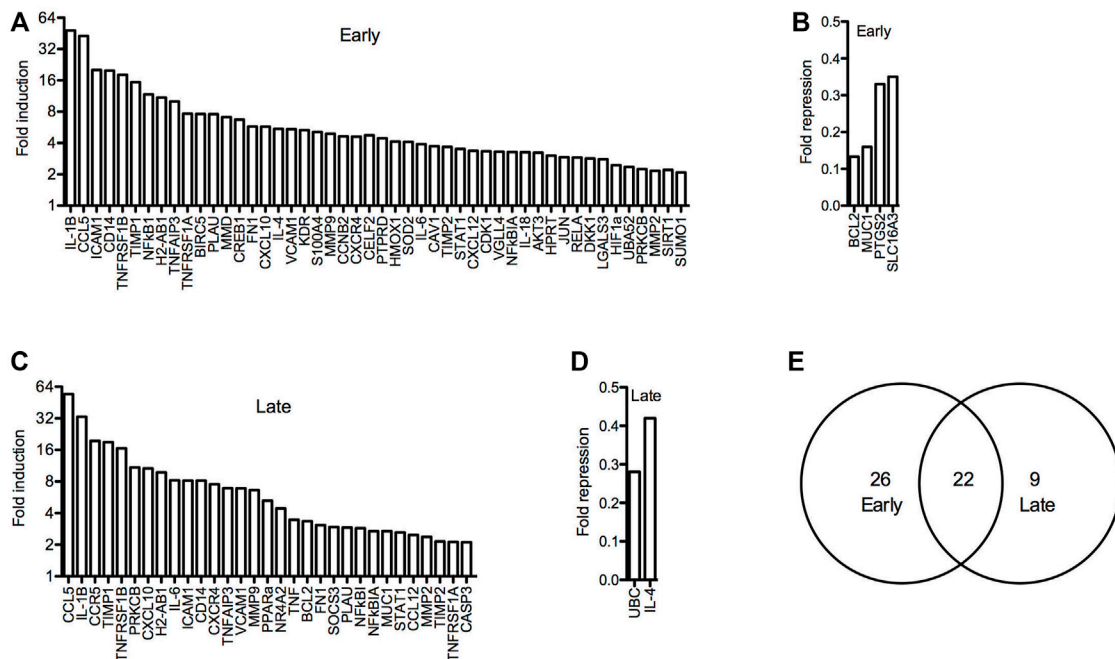 A
Early
Fold induction
64
32
16
8
4
2
1
IL-1B
CCL5
ICAM1
CD14
TNFRSF1B
TIMP1
NFkB1
H2-AB1
TNFAIP3
TNFRSF1A
BIRC5
PLAU
MMD
CREB1
FN1
CXCL10
IL-4
VCAM1
KDR
S100A4
MMP9
CCNB2
CXCR4
CELF2
PTPRD
HMOX1
SOD2
IL6
CAV1
TIMP2
STAT1
CXCL12
CDK1
VGLL4
NFkBIA
IL-18
AKT3
HPRT
JUN
RELA
DKK1
LGALS3
HIF1a
UBA52
PRKCB
MMP2
SIRT1
SUMO1
B
Early
Fold repression
0.5
0.4
0.3
0.2
0.1
0.0
BCL2
MUC1
PTGS2
SLC16A3
C
Late
Fold induction
64
32
16
8
4
2
1
CCL5
IL-1B
CCR5
TIMP1
TNFRSF1B
PRKCB
CXCL10
H2-AB1
IL-6
ICAM1
CD14
CXCR4
TNFAIP3
VCAM1
MMP9
PPARa
NR4A2
TNF
BCL2
FN1
SOCS3
PLAU
NFkBI
NFkBIA
MUC1
STAT1
CCL12
MMP2
TIMP2
TNFRSF1A
CASP3
D
Late
Fold repression
0.5
0.4
0.3
0.2
0.1
0.0
UBC
IL-4
E
26 22 9
Early Late